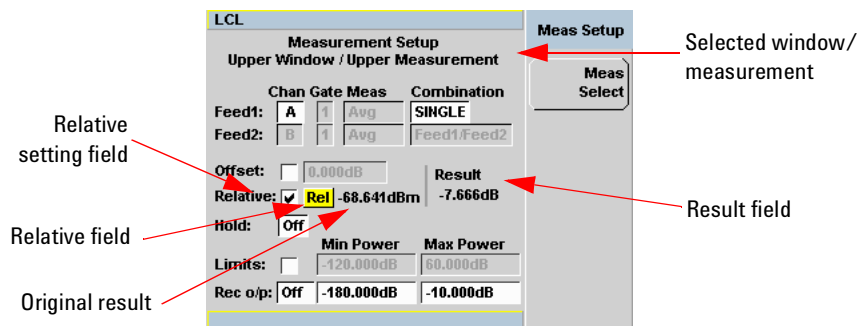 LCL
Meas Setup
Measurement Setup
Upper Window / Upper Measurement
Selected window/
measurement
Meas
Select
Chan Gate Meas Combination
Feed1: A 1 Avg SINGLE
Feed2: B 1 Avg Feed1/Feed2
Relative
setting field
Offset: 0.000dB Result
Relative: Rel -68.641dBm -7.666dB
Result field
Relative field
Hold: Off
Min Power Max Power
Limits: -120.000dB 60.000dB
Original result
Rec o/p: Off -180.000dB -10.000dB